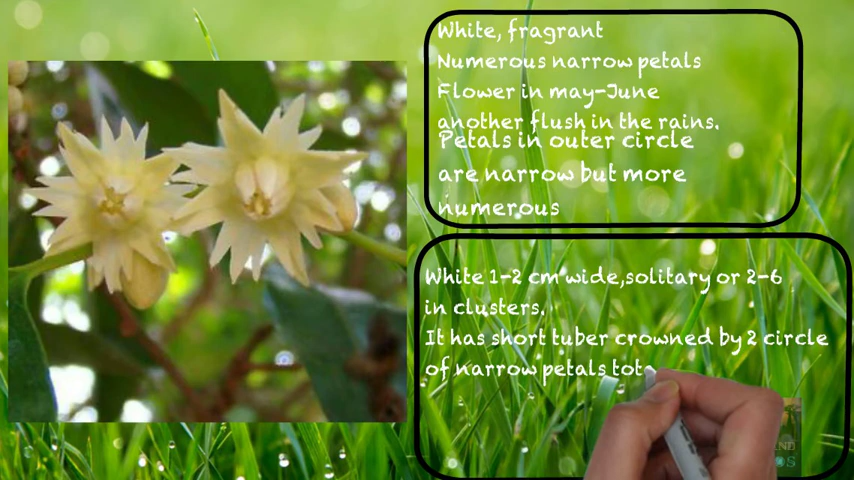 White, fragrant
Numerous narrow petals
Flower in may-June
another flush in the rains.
Petals in outer circle
are narrow but more
numerous
White 1-2 cm wide,solitary or 2-6
in clusters.
It has short tuber crowned by 2 circle
of narrow petals tot